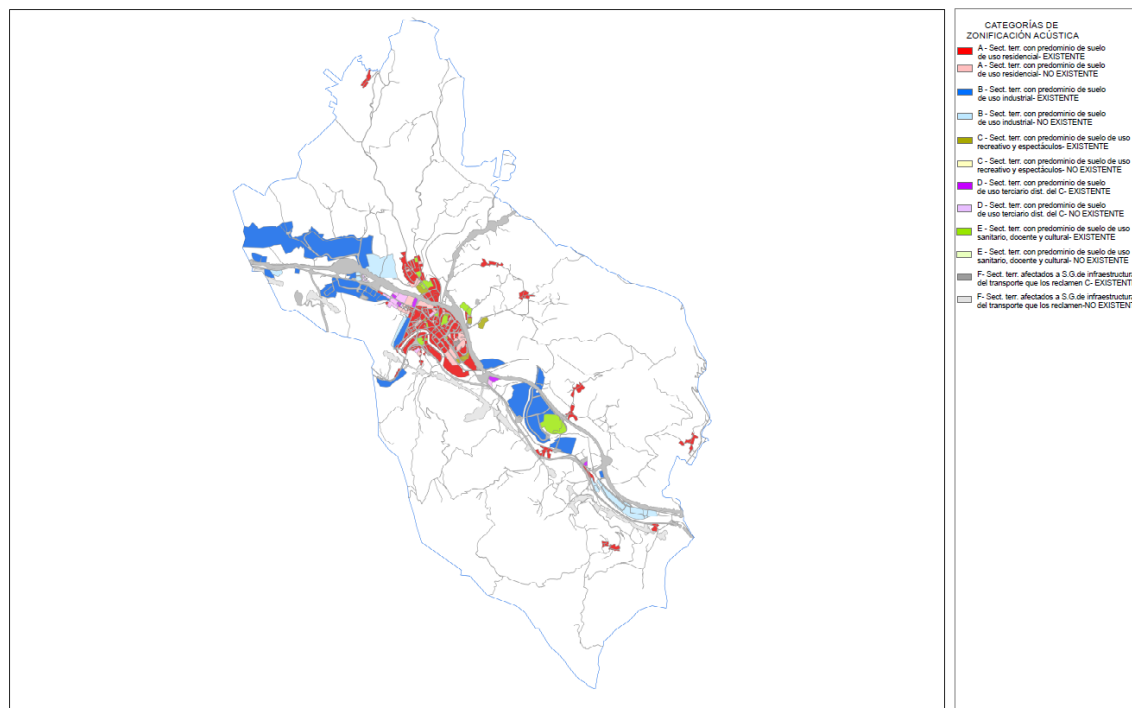 CATEGORÍAS DE
ZONIFICACIÓN ACÚSTICA
A - Sect. terr. con predominio de suelo
de uso residencial- EXISTENTE
A - Sect. terr. con predominio de suelo
de uso residencial- NO EXISTENTE
B - Sect. terr. con predominio de suelo
de uso industrial- EXISTENTE
B - Sect. terr. con predominio de suelo
de uso industrial- NO EXISTENTE
C - Sect. terr. con predominio de suelo de uso
recreativo y espectáculos- EXISTENTE
C - Sect. terr. con predominio de suelo de uso
recreativo y espectáculos- NO EXISTENTE
D - Sect. terr. con predominio de suelo
de uso terciario dist. del C- EXISTENTE
D - Sect. terr. con predominio de suelo
de uso terciario dist. del C- NO EXISTENTE
E - Sect. terr. con predominio de suelo de uso
sanitario, docente y cultural- EXISTENTE
E - Sect. terr. con predominio de suelo de uso
sanitario, docente y cultural- NO EXISTENTE
F- Sect. terr. afectados a S.G.de infraestructura
del transporte que los reclamen C- EXISTENT
F- Sect. terr. afectados a S.G.de infraestructura
del transporte que los reclamen-NO EXISTENT